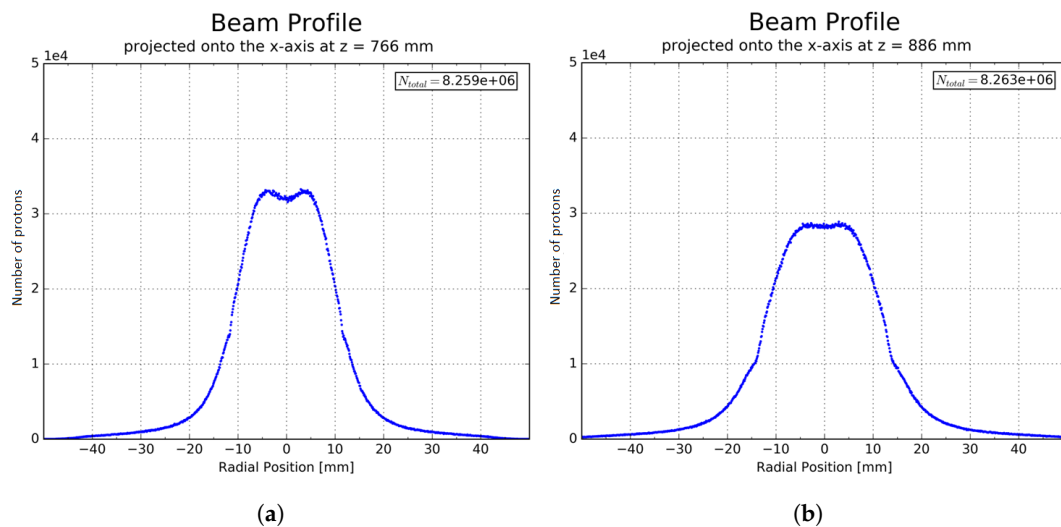 Beam Profile
projected onto the x-axis at z = 766 mm
1e4
N_total = 8.259e+06
5
4
3
2
1
0
Number of protons
−40 −30 −20 −10 0 10 20 30 40
Radial Position [mm]
(a)
Beam Profile
projected onto the x-axis at z = 886 mm
1e4
N_total = 8.263e+06
5
4
3
2
1
0
Number of protons
−40 −30 −20 −10 0 10 20 30 40
Radial Position [mm]
(b)